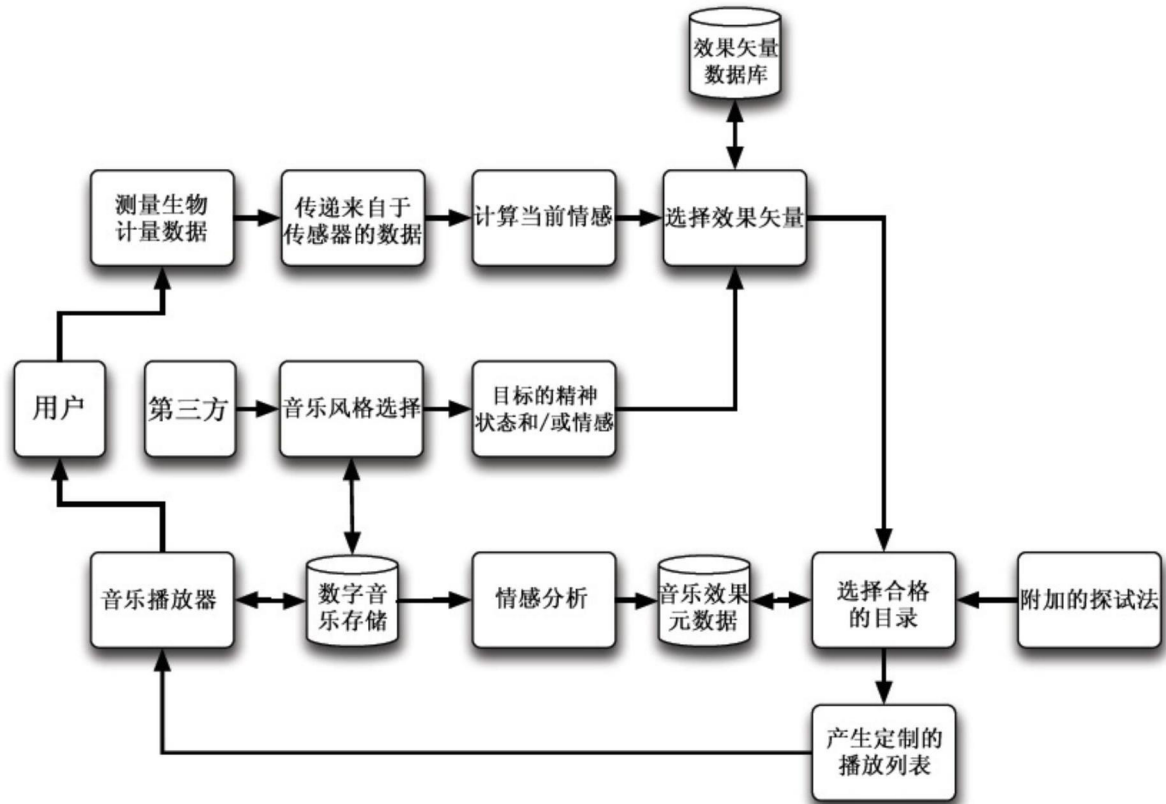 效果矢量
数据库
测量生物
计量数据
传递来自于
传感器的数据
计算当前情感
选择效果矢量
用户
第三方
音乐风格选择
目标的精神
状态和/或情感
音乐播放器
数字音
乐存储
情感分析
音乐效果
元数据
选择合格
的目录
附加的探试法
产生定制的
播放列表